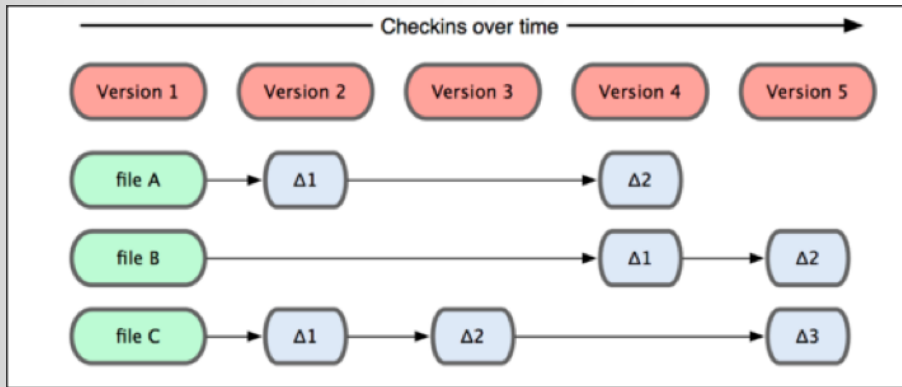 Checkins over time
Version 1 Version 2 Version 3 Version 4 Version 5
file A Δ1 Δ2
file B Δ1 Δ2
file C Δ1 Δ2 Δ3